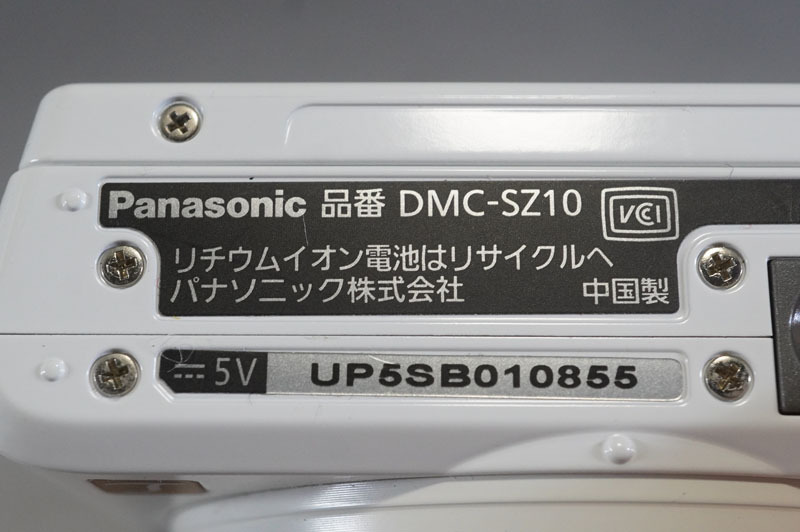 Panasonic 品番 DMC-SZ10 VCCI
リチウムイオン電池はリサイクルへ
パナソニック株式会社 中国製
5V UP5SB010855